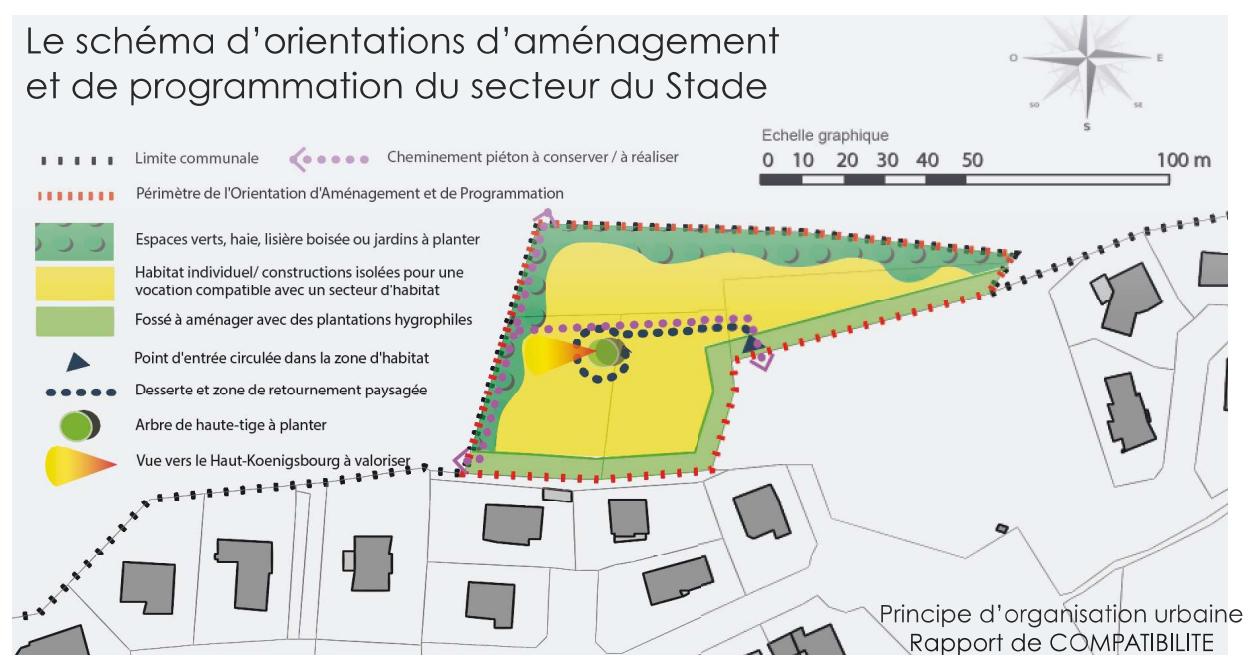 Le schéma d'orientations d'aménagement
et de programmation du secteur du Stade
O
E
SO
SE
S
Echelle graphique
0 10 20 30 40 50 100 m
Limite communale
Cheminement piéton à conserver / à réaliser
Périmètre de l'Orientation d'Aménagement et de Programmation
Espaces verts, haie, lisière boisée ou jardins à planter
Habitat individuel/ constructions isolées pour une
vocation compatible avec un secteur d'habitat
Fossé à aménager avec des plantations hygrophiles
Point d'entrée circulée dans la zone d'habitat
Desserte et zone de retournement paysagée
Arbre de haute-tige à planter
Vue vers le Haut-Koenigsbourg à valoriser
Principe d'organisation urbaine
Rapport de COMPATIBILITE